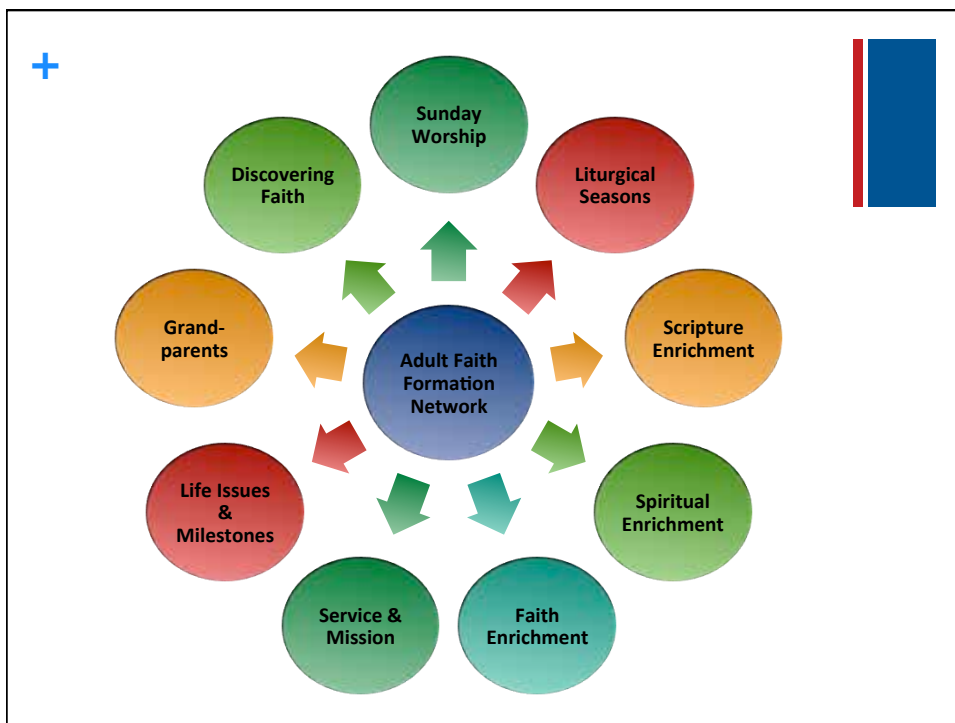 +
Sunday
Worship
Liturgical
Seasons
Scripture
Enrichment
Spiritual
Enrichment
Faith
Enrichment
Service &
Mission
Life Issues
&
Milestones
Grand-
parents
Discovering
Faith
Adult Faith
Formation
Network